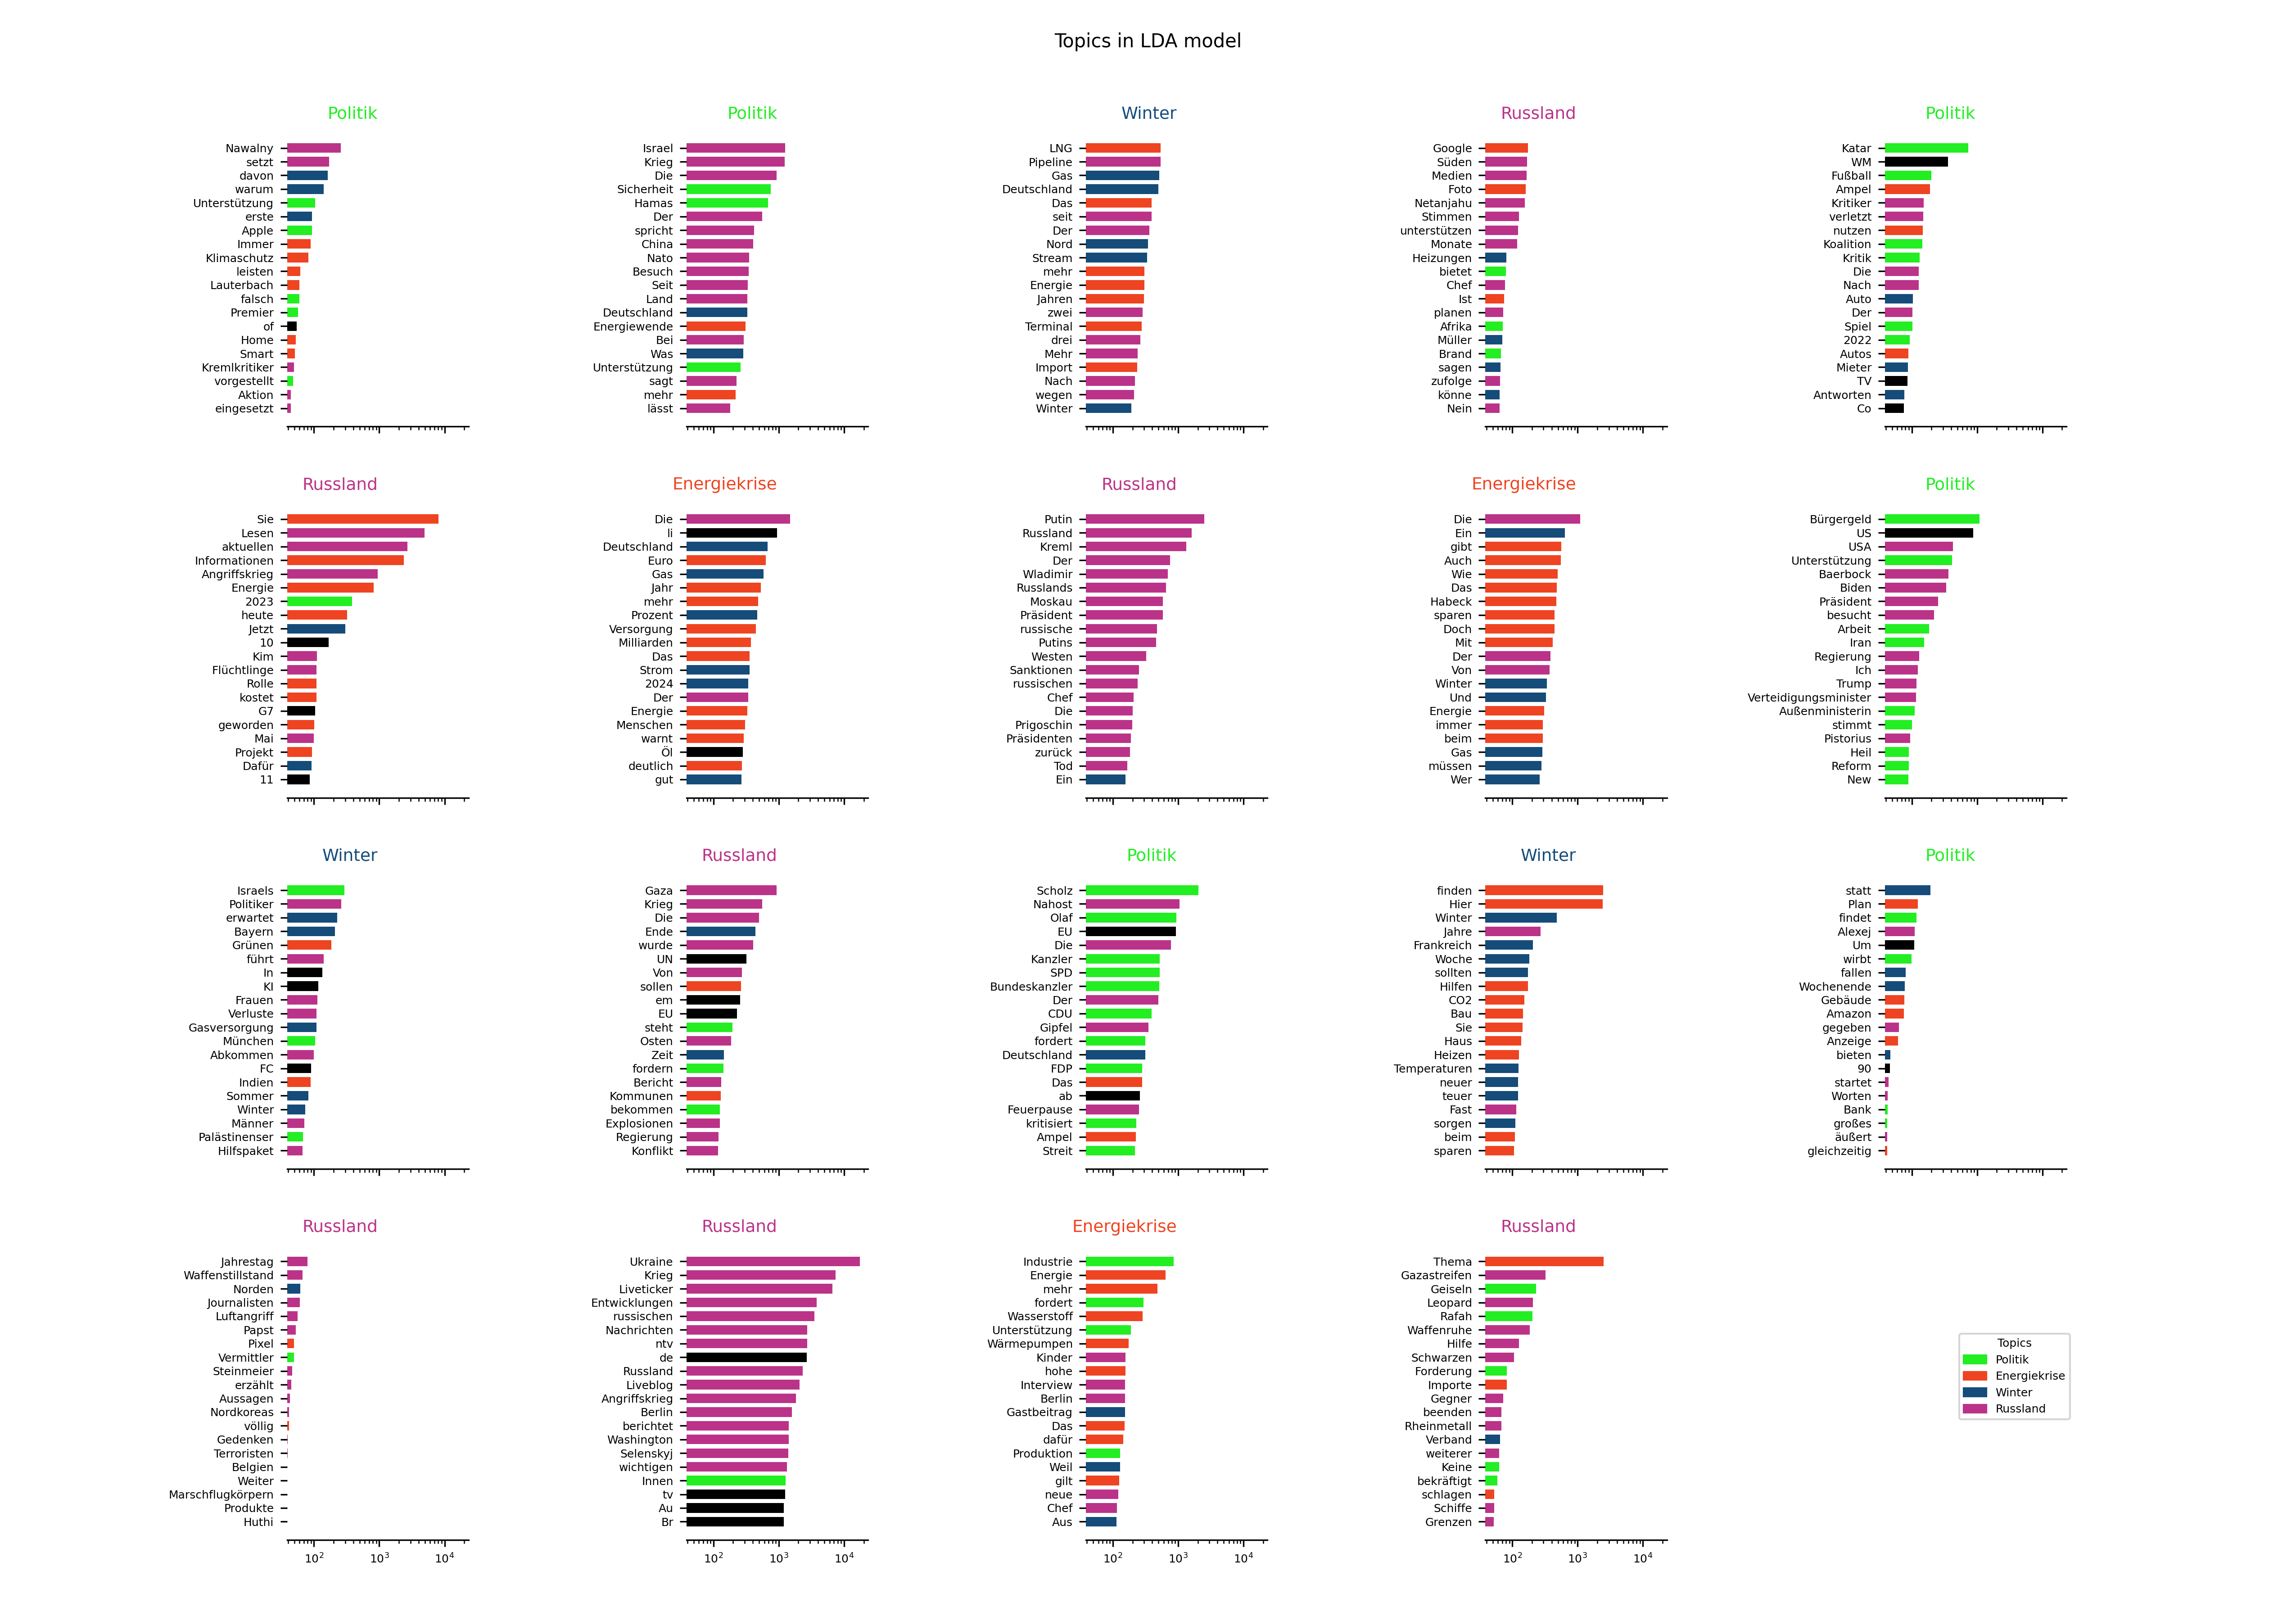 Topics in LDA model
Politik
Nawalny
setzt
davon
warum
Unterstützung
erste
Apple
Immer
Klimaschutz
leisten
Lauterbach
falsch
Premier
of
Home
Smart
Kremlkritiker
vorgestellt
Aktion
eingesetzt
Politik
Israel
Krieg
Die
Sicherheit
Hamas
Der
spricht
China
Nato
Besuch
Seit
Land
Deutschland
Energiewende
Bei
Was
Unterstützung
sagt
mehr
lässt
Winter
LNG
Pipeline
Gas
Deutschland
Das
seit
Der
Nord
Stream
mehr
Energie
Jahren
zwei
Terminal
drei
Mehr
Import
Nach
wegen
Winter
Russland
Google
Süden
Medien
Foto
Netanjahu
Stimmen
unterstützen
Monate
Heizungen
bietet
Chef
Ist
planen
Afrika
Müller
Brand
sagen
zufolge
könne
Nein
Politik
Katar
WM
Fußball
Ampel
Kritiker
verletzt
nutzen
Koalition
Kritik
Die
Nach
Auto
Der
Spiel
2022
Autos
Mieter
TV
Antworten
Co
Russland
Sie
Lesen
aktuellen
Informationen
Angriffskrieg
Energie
2023
heute
Jetzt
10
Kim
Flüchtlinge
Rolle
kostet
G7
geworden
Mai
Projekt
Dafür
11
Energiekrise
Die
li
Deutschland
Euro
Gas
Jahr
mehr
Prozent
Versorgung
Milliarden
Das
Strom
2024
Der
Energie
Menschen
warnt
Öl
deutlich
gut
Russland
Putin
Russland
Kreml
Der
Wladimir
Russlands
Moskau
Präsident
russische
Putins
Westen
Sanktionen
russischen
Chef
Die
Prigoschin
Präsidenten
zurück
Tod
Ein
Energiekrise
Die
Ein
gibt
Auch
Wie
Das
Habeck
sparen
Doch
Mit
Der
Von
Winter
Und
Energie
immer
beim
Gas
müssen
Wer
Politik
Bürgergeld
US
USA
Unterstützung
Baerbock
Biden
Präsident
besucht
Arbeit
Iran
Regierung
Ich
Trump
Verteidigungsminister
Außenministerin
stimmt
Pistorius
Heil
Reform
New
Winter
Israels
Politiker
erwartet
Bayern
Grünen
führt
In
KI
Frauen
Verluste
Gasversorgung
München
Abkommen
FC
Indien
Sommer
Winter
Männer
Palästinenser
Hilfspaket
Russland
Gaza
Krieg
Die
Ende
wurde
UN
Von
sollen
em
EU
steht
Osten
Zeit
fordern
Bericht
Kommunen
bekommen
Explosionen
Regierung
Konflikt
Politik
Scholz
Nahost
Olaf
EU
Die
Kanzler
SPD
Bundeskanzler
Der
CDU
Gipfel
fordert
Deutschland
FDP
Das
ab
Feuerpause
kritisiert
Ampel
Streit
Winter
finden
Hier
Winter
Jahre
Frankreich
Woche
sollten
Hilfen
CO2
Bau
Sie
Haus
Heizen
Temperaturen
neuer
teuer
Fast
sorgen
beim
sparen
Politik
statt
Plan
findet
Alexej
Um
wirbt
fallen
Wochenende
Gebäude
Amazon
gegeben
Anzeige
bieten
90
startet
Worten
Bank
großes
äußert
gleichzeitig
Russland
Jahrestag
Waffenstillstand
Norden
Journalisten
Luftangriff
Papst
Pixel
Vermittler
Steinmeier
erzählt
Aussagen
Nordkoreas
völlig
Gedenken
Terroristen
Belgien
Weiter
Marschflugkörpern
Produkte
Huthi
10² 10³ 10⁴
Russland
Ukraine
Krieg
Liveticker
Entwicklungen
russischen
Nachrichten
ntv
de
Russland
Liveblog
Angriffskrieg
Berlin
berichtet
Washington
Selenskyj
wichtigen
Innen
tv
Au
Br
10² 10³ 10⁴
Energiekrise
Industrie
Energie
mehr
fordert
Wasserstoff
Unterstützung
Wärmepumpen
Kinder
hohe
Interview
Berlin
Gastbeitrag
Das
dafür
Produktion
Weil
gilt
neue
Chef
Aus
10² 10³ 10⁴
Russland
Thema
Gazastreifen
Geiseln
Leopard
Rafah
Waffenruhe
Hilfe
Schwarzen
Forderung
Importe
Gegner
beenden
Rheinmetall
Verband
weiterer
Keine
bekräftigt
schlagen
Schiffe
Grenzen
10² 10³ 10⁴
Topics
Politik
Energiekrise
Winter
Russland